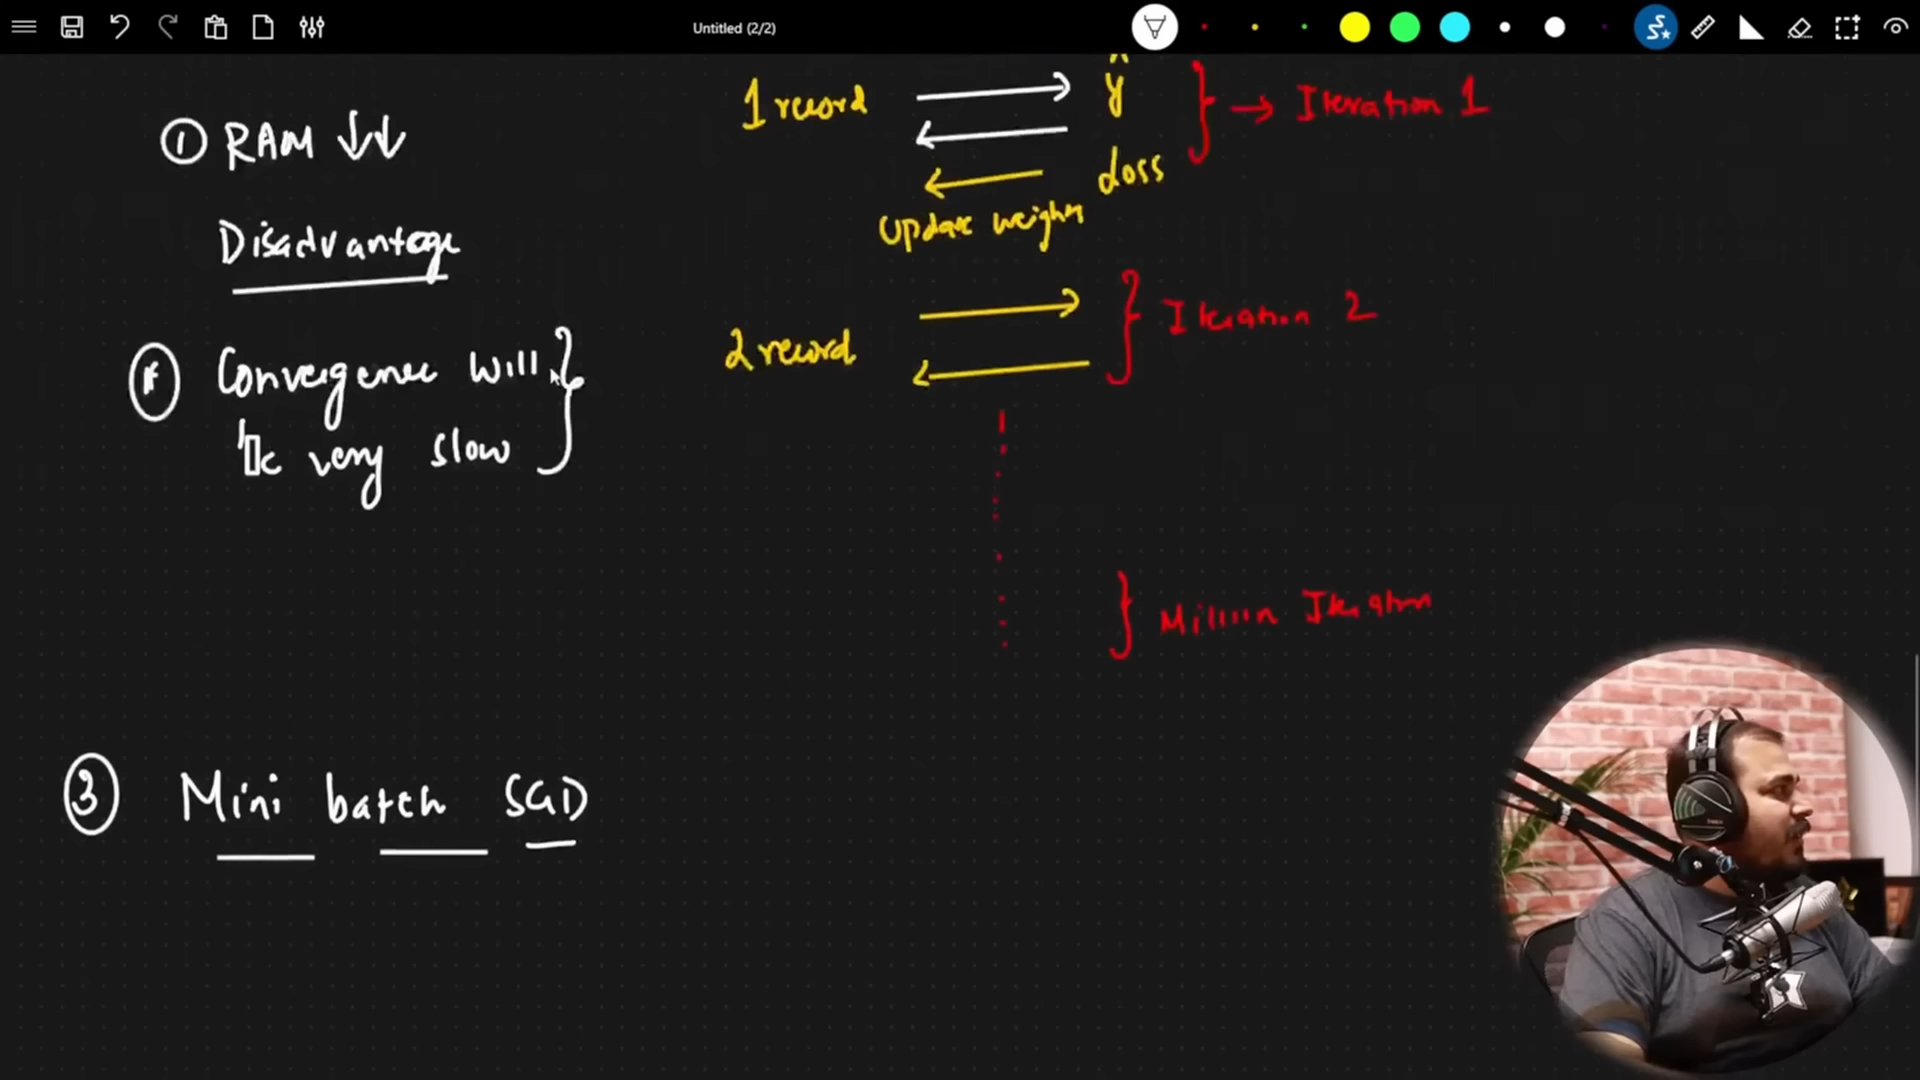 Untitled (2/2)
① RAM ↓↓
Disadvantage
Convergence will
be very slow
1 record → ŷ } → Iteration 1
← loss
Update weights
2 record } Iteration 2
} Million Iteration
③ Mini batch SGD